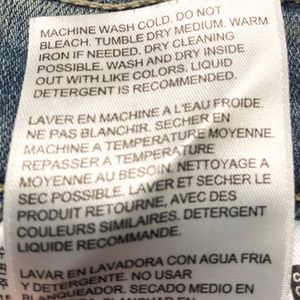 MACHINE WASH COLD. DO NOT
BLEACH. TUMBLE DRY MEDIUM. WARM
IRON IF NEEDED. DRY CLEANING
POSSIBLE. WASH AND DRY INSIDE
OUT WITH LIKE COLORS. LIQUID
DETERGENT IS RECOMMENDED.
LAVER EN MACHINE A L'EAU FROIDE.
NE PAS BLANCHIR. SECHER EN
MACHINE A TEMPERATURE MOYENNE.
REPASSER A TEMPERATURE
MOYENNE AU BESOIN. NETTOYAGE A
SEC POSSIBLE. LAVER ET SECHER LE
PRODUIT RETOURNE, AVEC DES
COULEURS SIMILAIRES. DETERGENT
LIQUIDE RECOMMANDE.
LAVAR EN LAVADORA CON AGUA FRIA
Y DETERGENTE. NO USAR
BLANQUEADOR. SECADO MEDIO EN